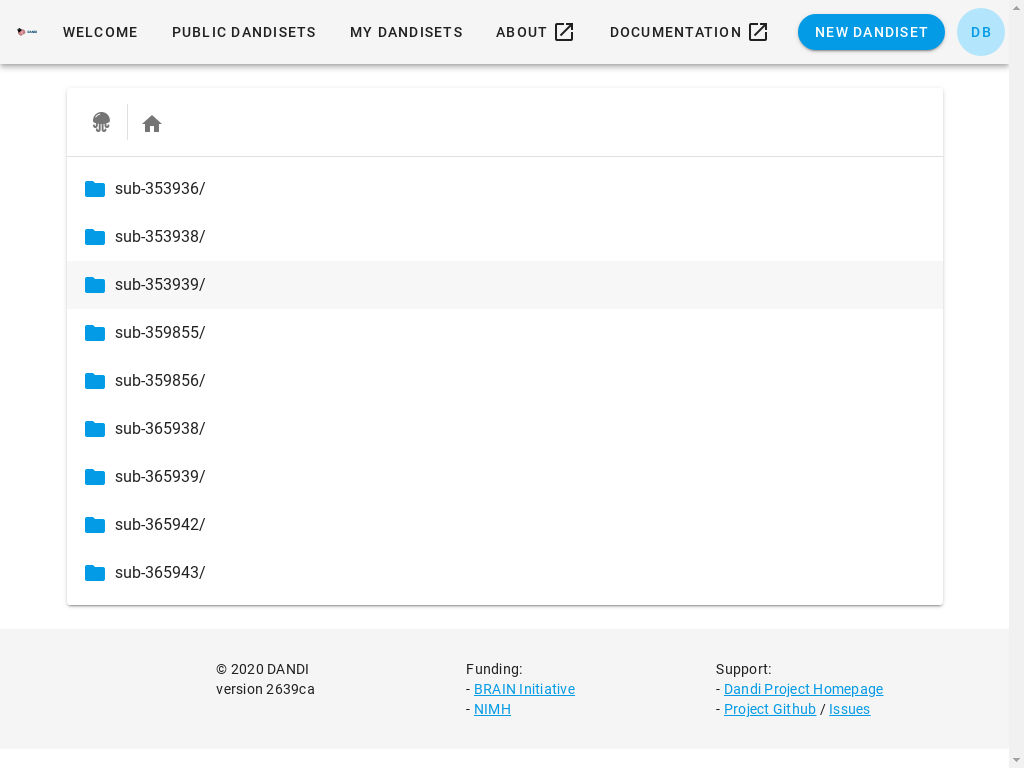 WELCOME PUBLIC DANDISETS MY DANDISETS ABOUT DOCUMENTATION NEW DANDISET DB
sub-353936/
sub-353938/
sub-353939/
sub-359855/
sub-359856/
sub-365938/
sub-365939/
sub-365942/
sub-365943/
© 2020 DANDI
version 2639ca
Funding:
- BRAIN Initiative
- NIMH
Support:
- Dandi Project Homepage
- Project Github / Issues